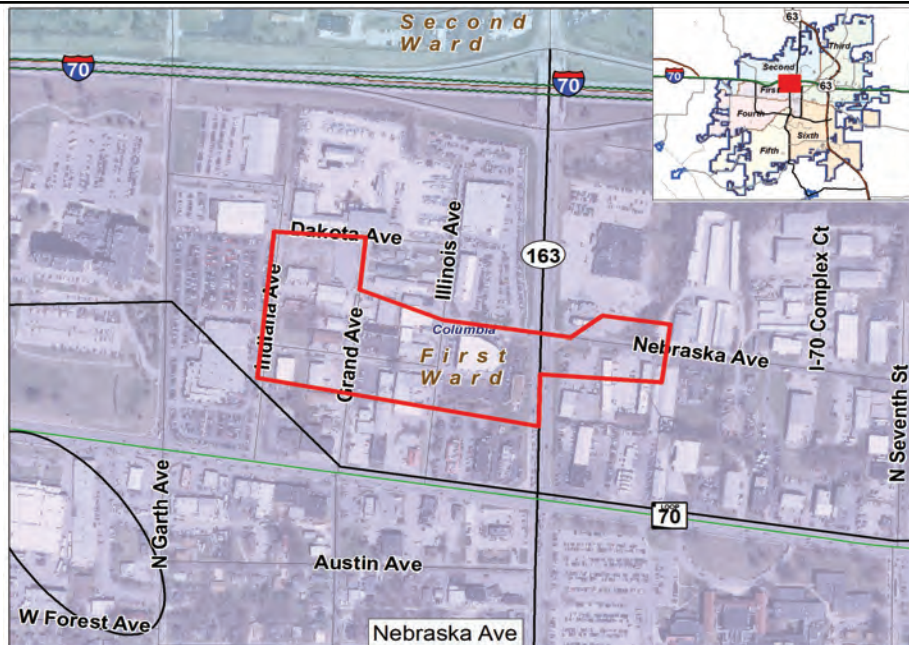 Second
Ward
70
70
63
Third
Second
70
First
63
Fourth
Sixth
Fifth
Dakota Ave
Illinois Ave
163
I-70 Complex Ct
Indiana Ave
Grand Ave
Columbia
First
Ward
Nebraska Ave
N Seventh St
N Garth Ave
LOOP
70
Austin Ave
W Forest Ave
Nebraska Ave